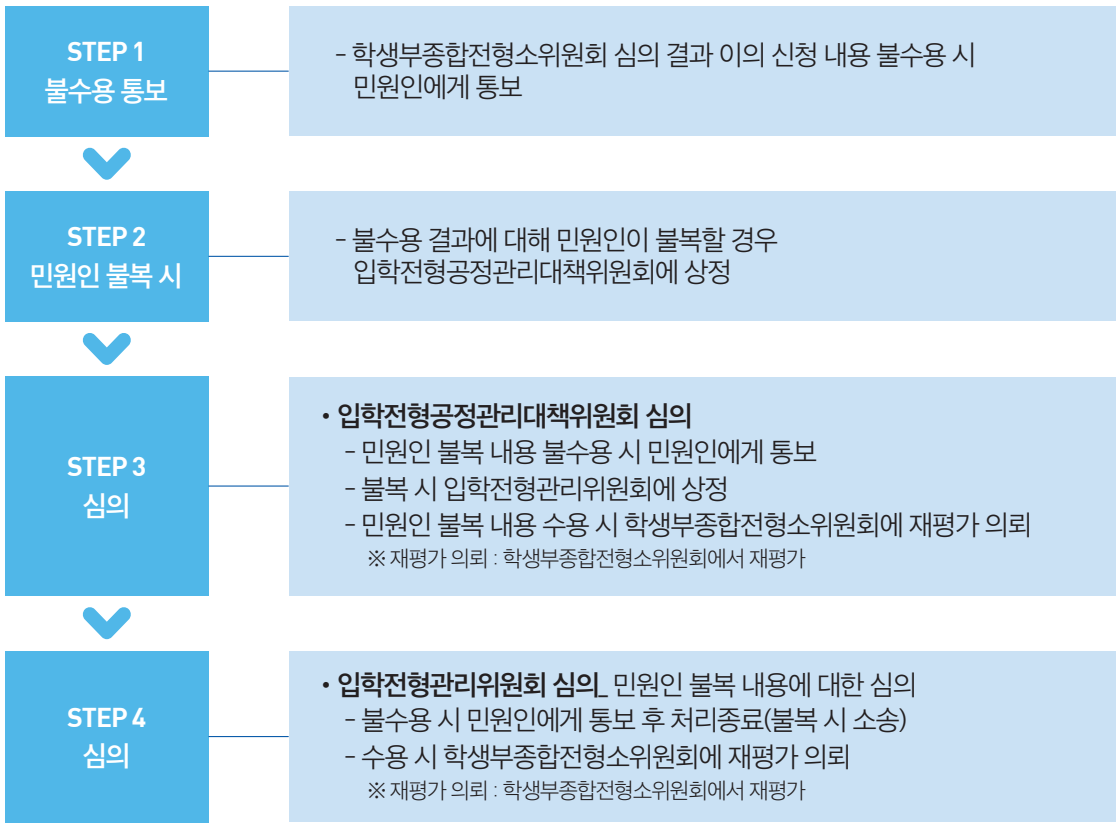 STEP 1
불수용 통보
- 학생부종합전형소위원회 심의 결과 이의 신청 내용 불수용 시
민원인에게 통보
STEP 2
민원인 불복 시
- 불수용 결과에 대해 민원인이 불복할 경우
입학전형공정관리대책위원회에 상정
STEP 3
심의
• 입학전형공정관리대책위원회 심의
- 민원인 불복 내용 불수용 시 민원인에게 통보
- 불복 시 입학전형관리위원회에 상정
- 민원인 불복 내용 수용 시 학생부종합전형소위원회에 재평가 의뢰
※ 재평가 의뢰 : 학생부종합전형소위원회에서 재평가
STEP 4
심의
• 입학전형관리위원회 심의_ 민원인 불복 내용에 대한 심의
- 불수용 시 민원인에게 통보 후 처리종료(불복 시 소송)
- 수용 시 학생부종합전형소위원회에 재평가 의뢰
※ 재평가 의뢰 : 학생부종합전형소위원회에서 재평가